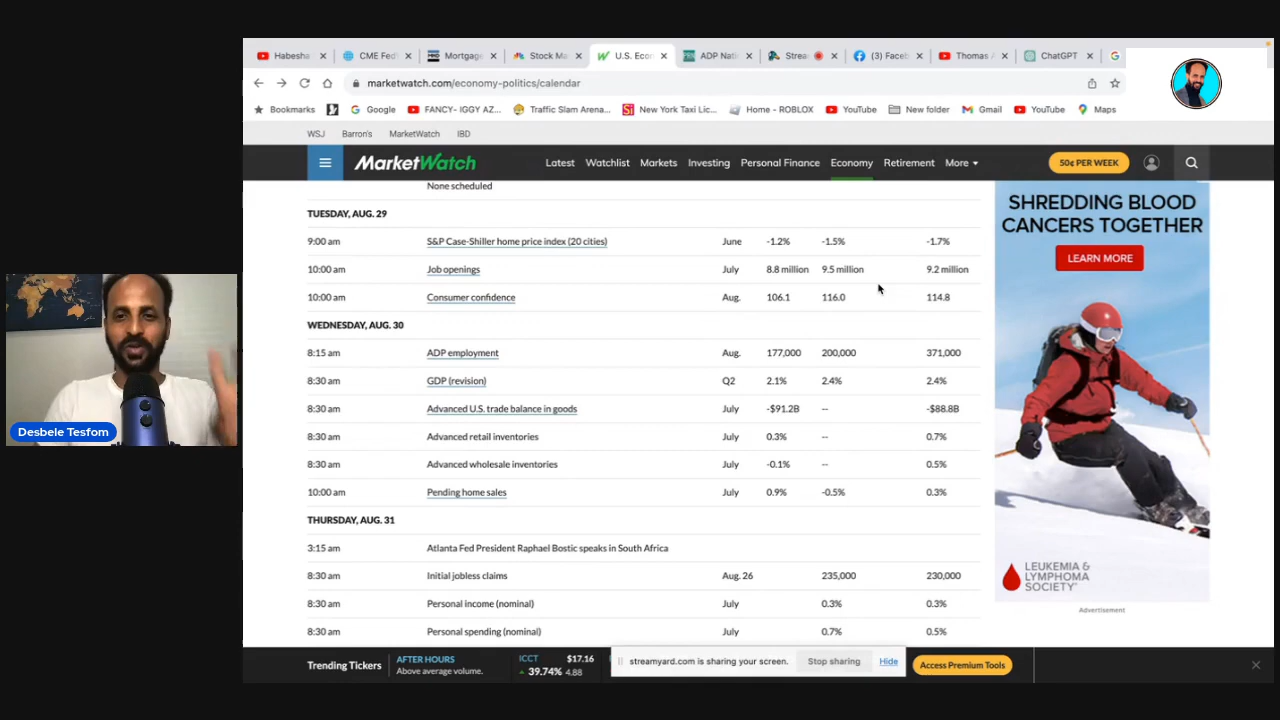 Habesha
CME Fed
Mortgage
Stock Ma
U.S. Econ
ADP Nati
Strea
(3) Faceb
Thomas
ChatGPT
marketwatch.com/economy-politics/calendar
Bookmarks
Google
FANCY- IGGY AZ...
Traffic Slam Arena...
New York Taxi Lic...
Home - ROBLOX
YouTube
New folder
Gmail
YouTube
Maps
WSJ Barron's MarketWatch IBD
MarketWatch
Latest Watchlist Markets Investing Personal Finance Economy Retirement More
50¢ PER WEEK
None scheduled
TUESDAY, AUG. 29
9:00 am S&P Case-Shiller home price index (20 cities) June -1.2% -1.5% -1.7%
10:00 am Job openings July 8.8 million 9.5 million 9.2 million
10:00 am Consumer confidence Aug. 106.1 116.0 114.8
WEDNESDAY, AUG. 30
8:15 am ADP employment Aug. 177,000 200,000 371,000
8:30 am GDP (revision) Q2 2.1% 2.4% 2.4%
8:30 am Advanced U.S. trade balance in goods July -$91.2B -- -$88.8B
8:30 am Advanced retail inventories July 0.3% -- 0.7%
8:30 am Advanced wholesale inventories July -0.1% -- 0.5%
10:00 am Pending home sales July 0.9% -0.5% 0.3%
THURSDAY, AUG. 31
3:15 am Atlanta Fed President Raphael Bostic speaks in South Africa
8:30 am Initial jobless claims Aug. 26 235,000 230,000
8:30 am Personal income (nominal) July 0.3% 0.3%
8:30 am Personal spending (nominal) July 0.7% 0.5%
SHREDDING BLOOD
CANCERS TOGETHER
LEARN MORE
LEUKEMIA &
LYMPHOMA
SOCIETY
Advertisement
Desbele Tesfom
Trending Tickers
AFTER HOURS
Above average volume.
ICCT $17.16
39.74% 4.88
streamyard.com is sharing your screen.
Stop sharing
Hide
Access Premium Tools